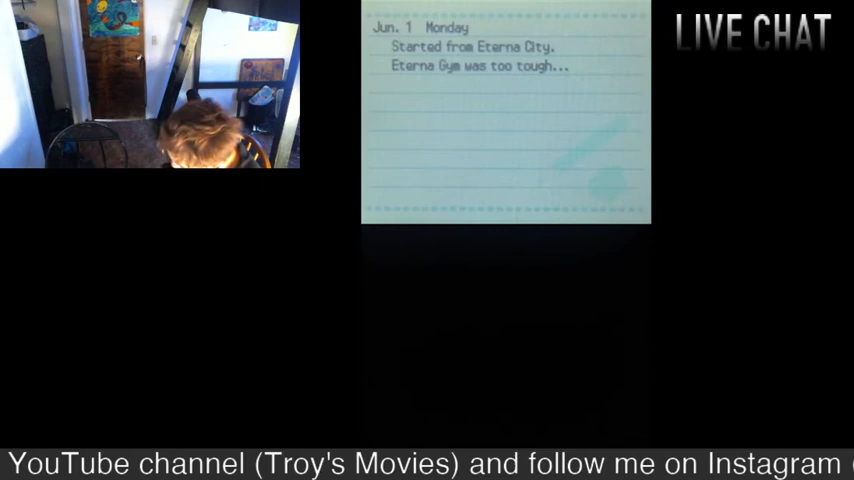 LIVE CHAT
Jun. 1 Monday
Started from Eterna City.
Eterna Gym was too tough...
YouTube channel (Troy's Movies) and follow me on Instagram (